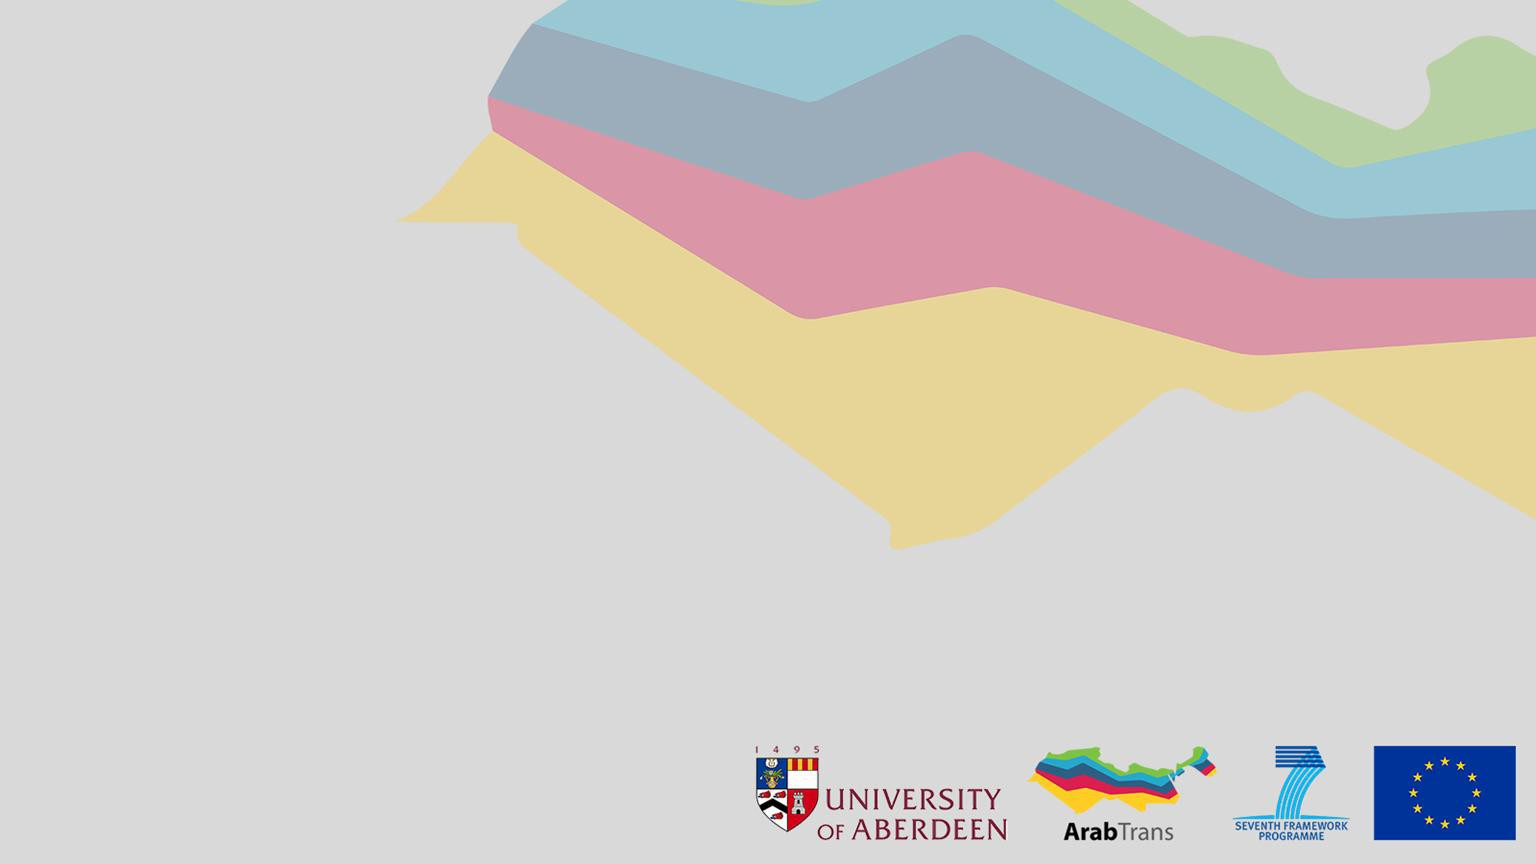 1 4 9 5
UNIVERSITY
OF ABERDEEN
ArabTrans
SEVENTH FRAMEWORK
PROGRAMME